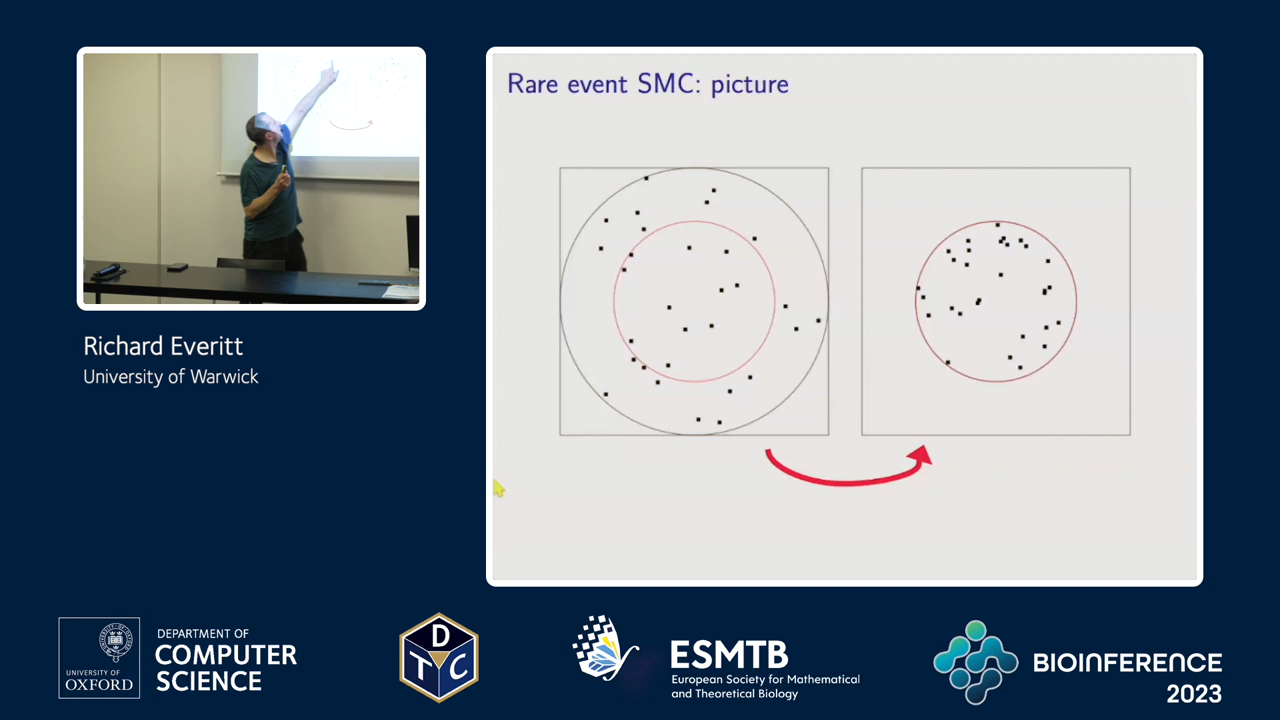 Rare event SMC: picture
Richard Everitt
University of Warwick
UNIVERSITY OF
OXFORD
DEPARTMENT OF
COMPUTER
SCIENCE
D
T C
ESMTB
European Society for Mathematical
and Theoretical Biology
BIOINFERENCE
2023